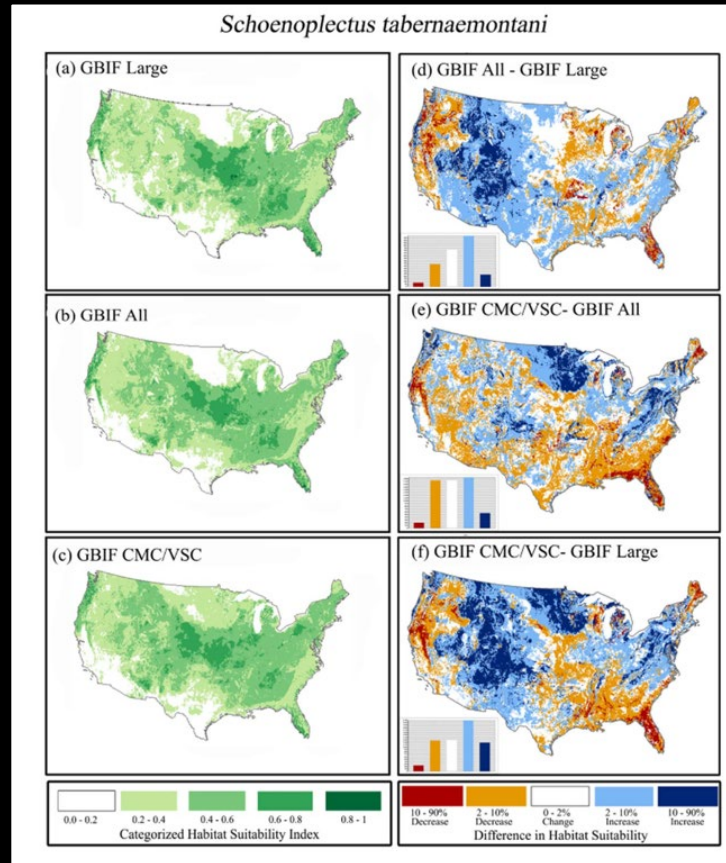 Schoenoplectus tabernaemontani
(a) GBIF Large
(d) GBIF All - GBIF Large
(b) GBIF All
(e) GBIF CMC/VSC- GBIF All
(c) GBIF CMC/VSC
(f) GBIF CMC/VSC- GBIF Large
0.0 - 0.2
0.2 - 0.4
0.4 - 0.6
0.6 - 0.8
0.8 - 1
Categorized Habitat Suitability Index
10 - 90%
Decrease
2 - 10%
Decrease
0 - 2%
Change
2 - 10%
Increase
10 - 90%
Increase
Difference in Habitat Suitability